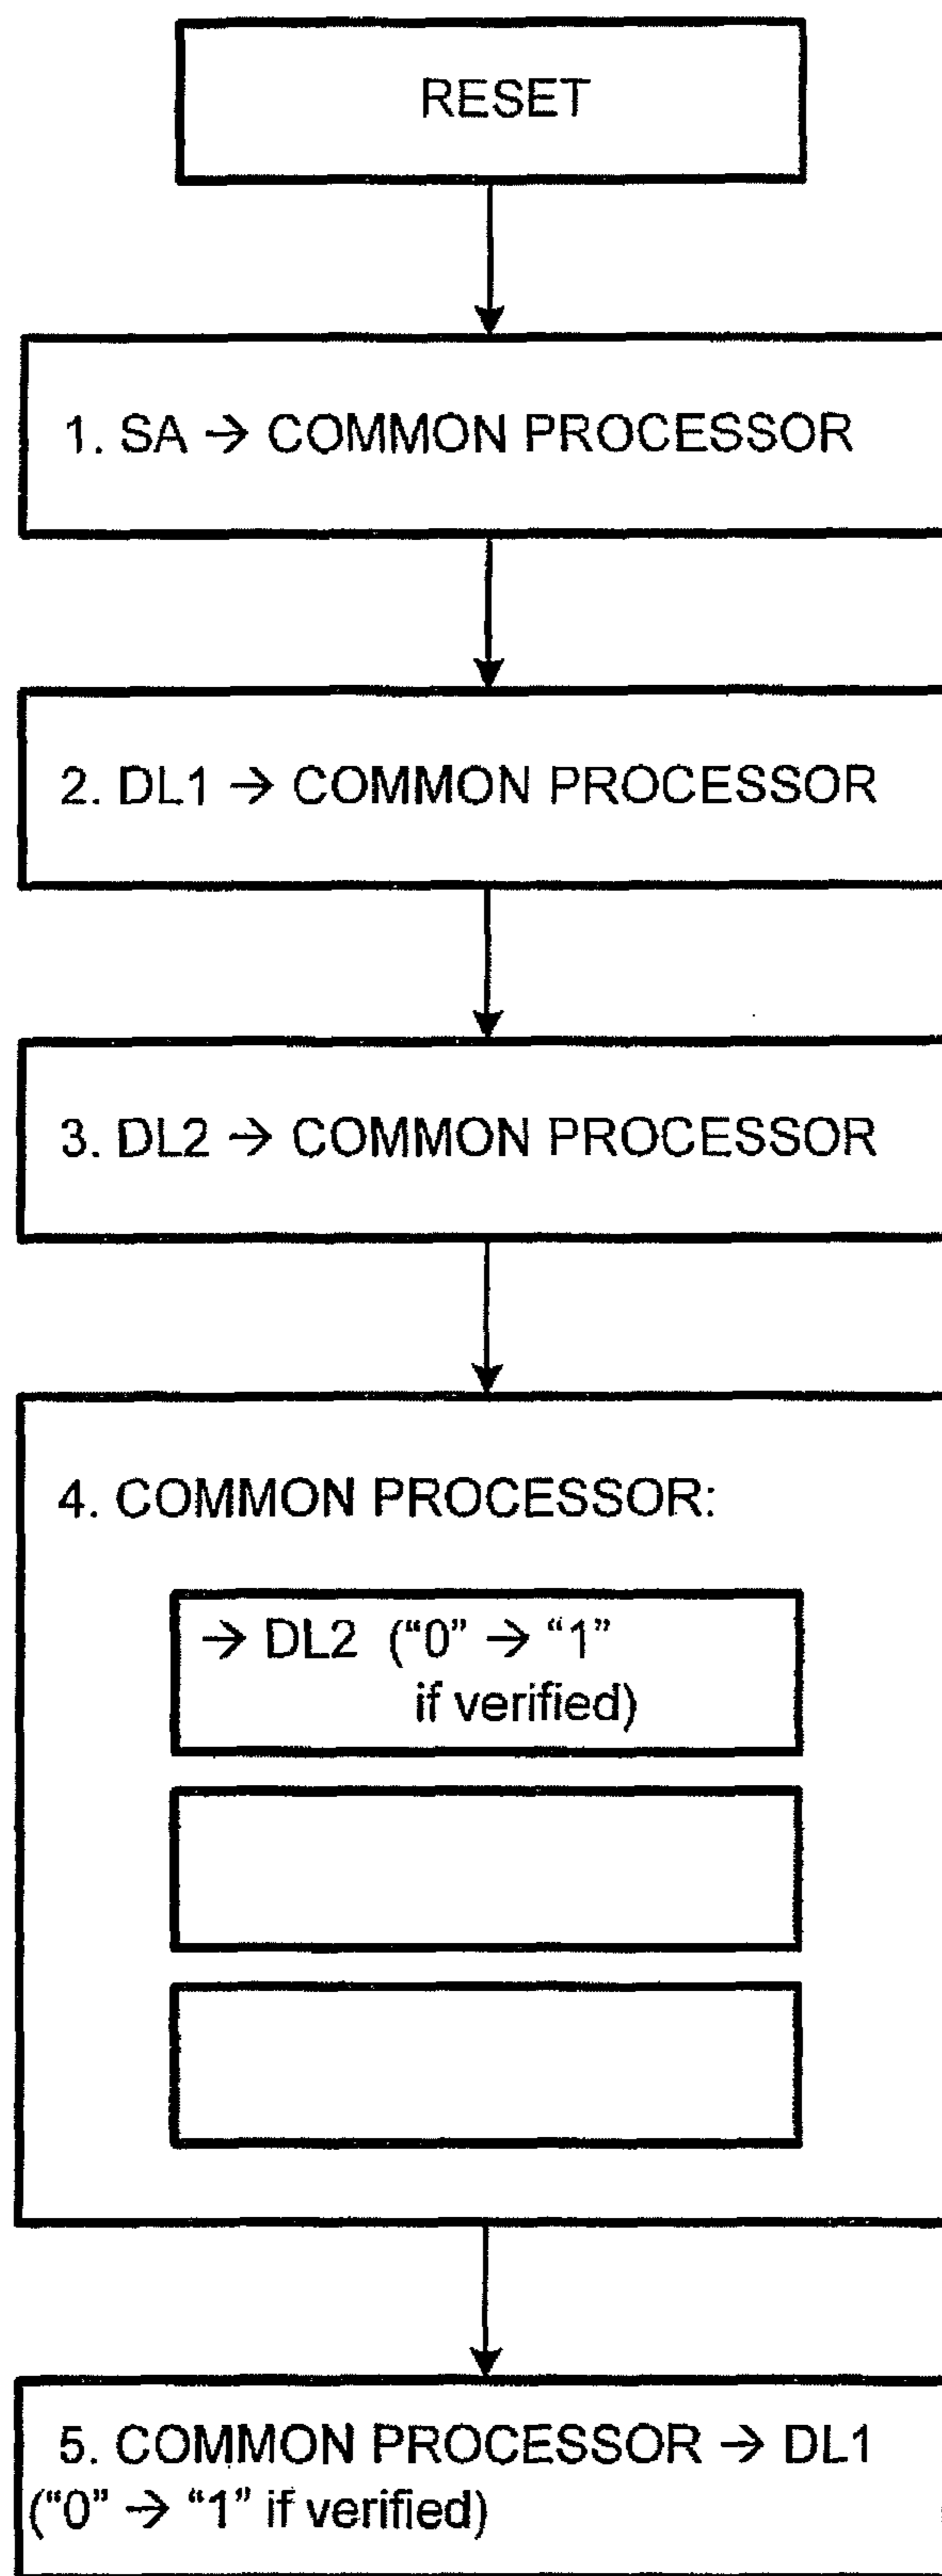 RESET
1. SA → COMMON PROCESSOR
2. DL1 → COMMON PROCESSOR
3. DL2 → COMMON PROCESSOR
4. COMMON PROCESSOR:
→ DL2 (“0” → “1”
if verified)
5. COMMON PROCESSOR → DL1
(“0” → “1” if verified)